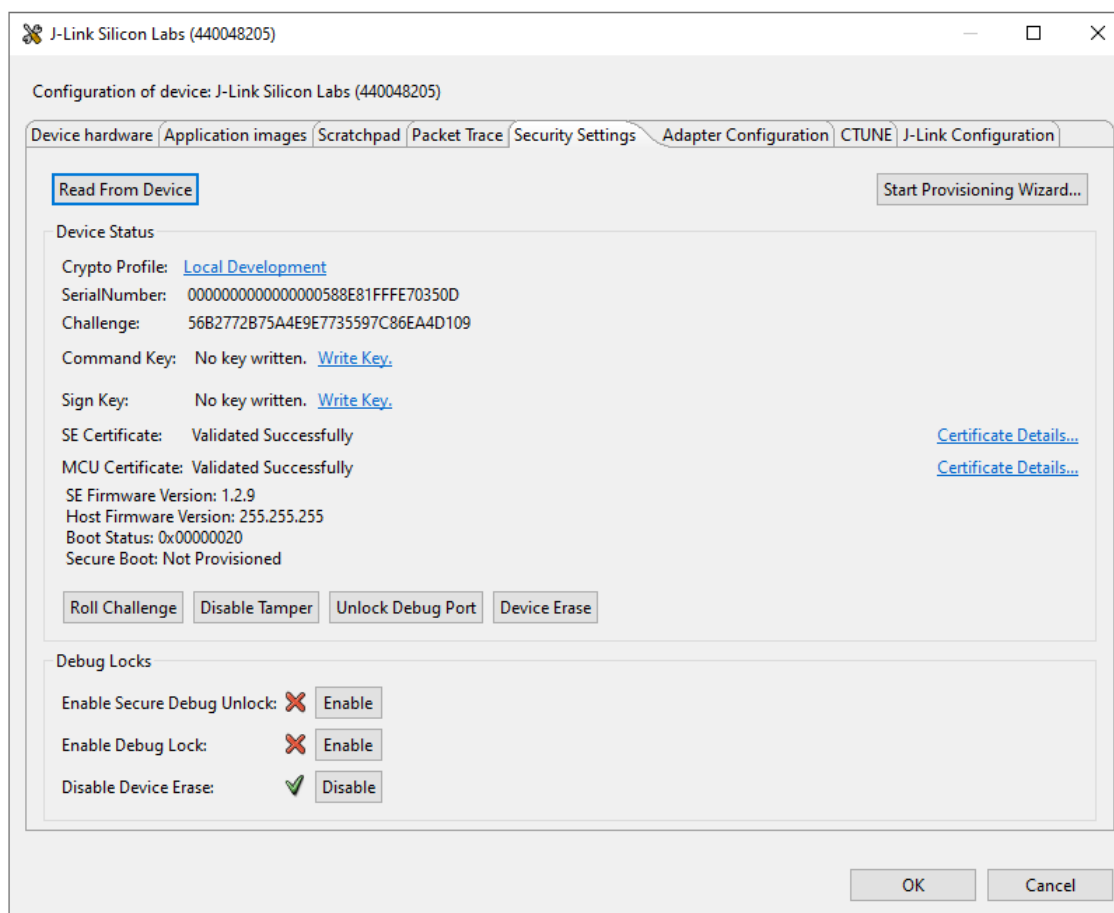 J-Link Silicon Labs (440048205)
Configuration of device: J-Link Silicon Labs (440048205)
Device hardware Application images Scratchpad Packet Trace Security Settings Adapter Configuration CTUNE J-Link Configuration
Read From Device Start Provisioning Wizard...
Device Status
Crypto Profile: Local Development
SerialNumber: 0000000000000000588E81FFFE70350D
Challenge: 56B2772B75A4E9E7735597C86EA4D109
Command Key: No key written. Write Key.
Sign Key: No key written. Write Key.
SE Certificate: Validated Successfully Certificate Details...
MCU Certificate: Validated Successfully Certificate Details...
SE Firmware Version: 1.2.9
Host Firmware Version: 255.255.255
Boot Status: 0x00000020
Secure Boot: Not Provisioned
Roll Challenge Disable Tamper Unlock Debug Port Device Erase
Debug Locks
Enable Secure Debug Unlock: Enable
Enable Debug Lock: Enable
Disable Device Erase: Disable
OK Cancel